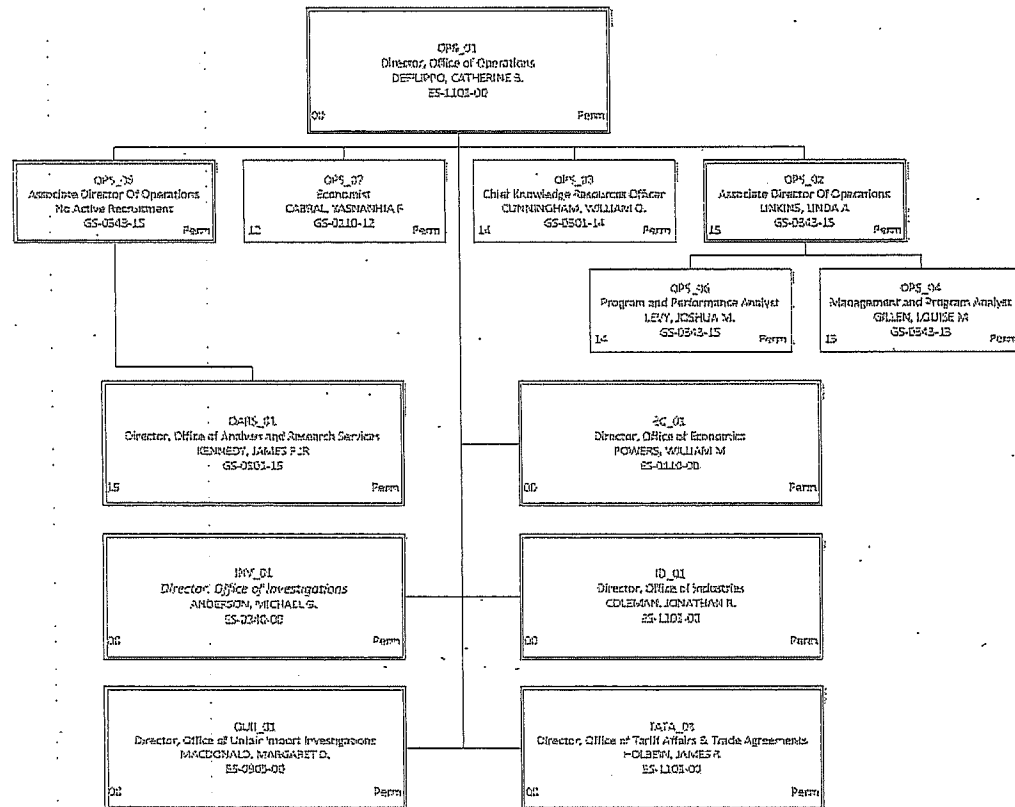 OPS_01
Director, Office of Operations
DEFILIPPO, CATHERINE B.
ES-1101-00
00 Perm
OPS_05
Associate Director Of Operations
No Active Recruitment
GS-0343-15
Perm
OPS_07
Economist
CABRAL, YASNANHIA P
GS-0110-12
12 Perm
OPS_03
Chief Knowledge Resources Officer
CUNNINGHAM, WILLIAM O.
GS-0301-14
14 Perm
OPS_02
Associate Director Of Operations
LINKINS, LINDA A
GS-0343-15
15 Perm
OPS_06
Program and Performance Analyst
LEVY, JOSHUA M.
GS-0343-15
14 Perm
OPS_04
Management and Program Analyst
GILLEN, LOUISE M
GS-0343-13
13 Perm
OARS_01
Director, Office of Analysis and Research Services
KENNEDY, JAMES P JR
GS-0301-15
15 Perm
EC_01
Director, Office of Economics
POWERS, WILLIAM M
ES-0110-00
00 Perm
INV_01
Director, Office of Investigations
ANDERSON, MICHAEL G.
ES-0340-00
00 Perm
ID_01
Director, Office of Industries
COLEMAN, JONATHAN R.
ES-1101-00
00 Perm
OUII_01
Director, Office of Unfair Import Investigations
MACDONALD, MARGARET D.
ES-0905-00
00 Perm
TATA_01
Director, Office of Tariff Affairs & Trade Agreements
HOLBEIN, JAMES R
ES-1101-00
00 Perm